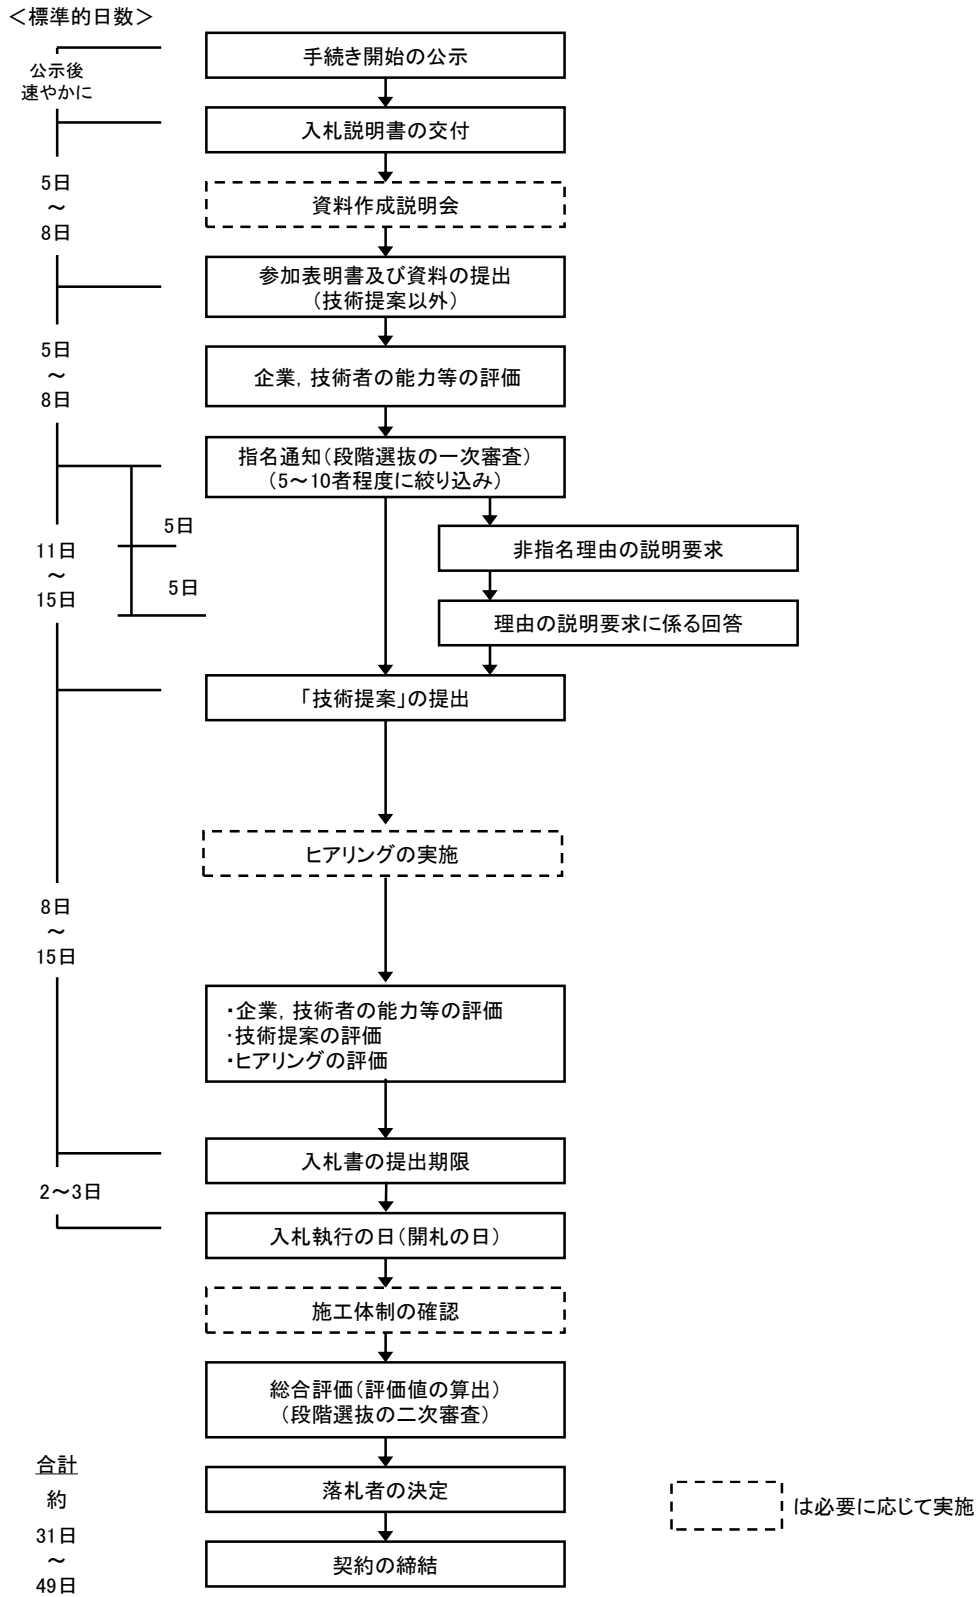 ＜標準的日数＞
手続き開始の公示
公示後
速やかに
入札説明書の交付
5日
～
8日
資料作成説明会
参加表明書及び資料の提出
（技術提案以外）
5日
～
8日
企業，技術者の能力等の評価
指名通知（段階選抜の一次審査）
（5～10者程度に絞り込み）
5日
11日
～
15日
5日
非指名理由の説明要求
理由の説明要求に係る回答
「技術提案」の提出
ヒアリングの実施
8日
～
15日
・企業，技術者の能力等の評価
・技術提案の評価
・ヒアリングの評価
入札書の提出期限
2～3日
入札執行の日（開札の日）
施工体制の確認
総合評価（評価値の算出）
（段階選抜の二次審査）
合計
約
31日
～
49日
落札者の決定
は必要に応じて実施
契約の締結